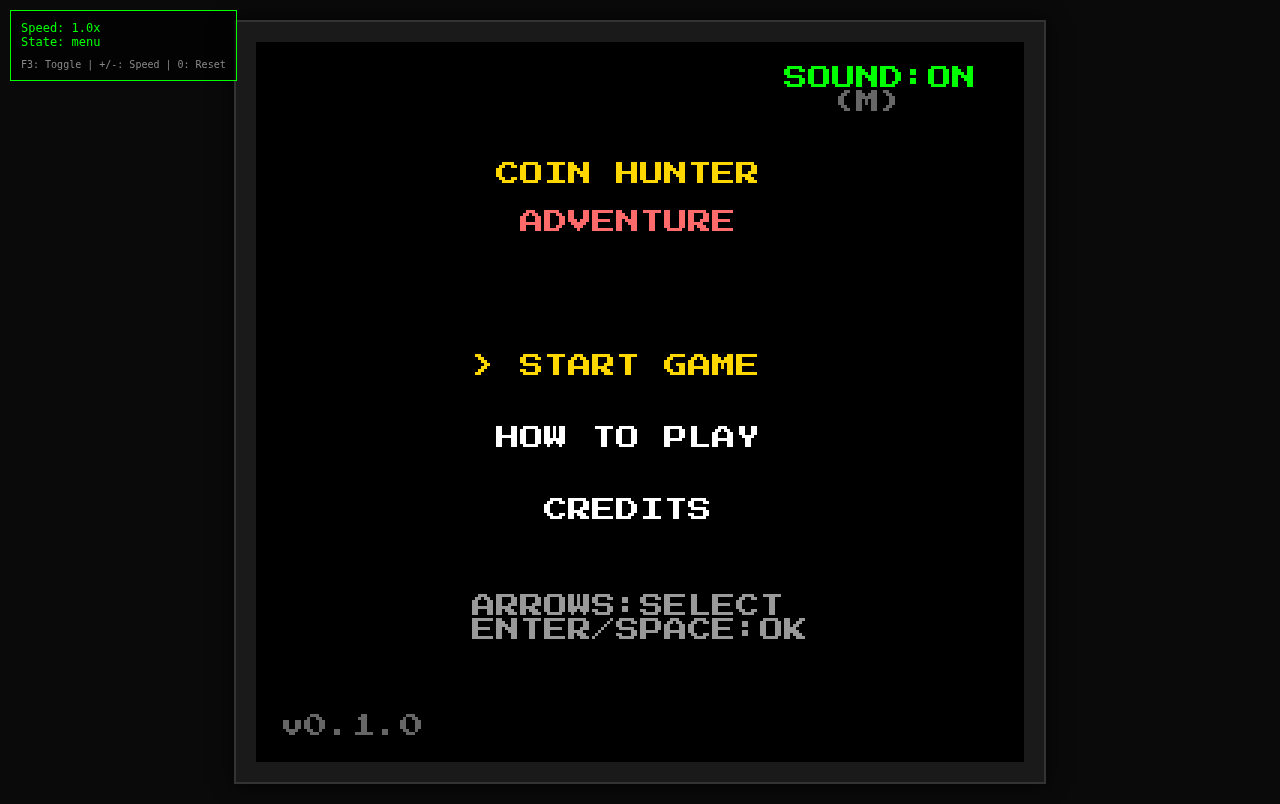 Speed: 1.0x
State: menu
F3: Toggle | +/-: Speed | 0: Reset
SOUND:ON
(M)
COIN HUNTER
ADVENTURE
> START GAME
HOW TO PLAY
CREDITS
ARROWS:SELECT
ENTER/SPACE:OK
v0.1.0